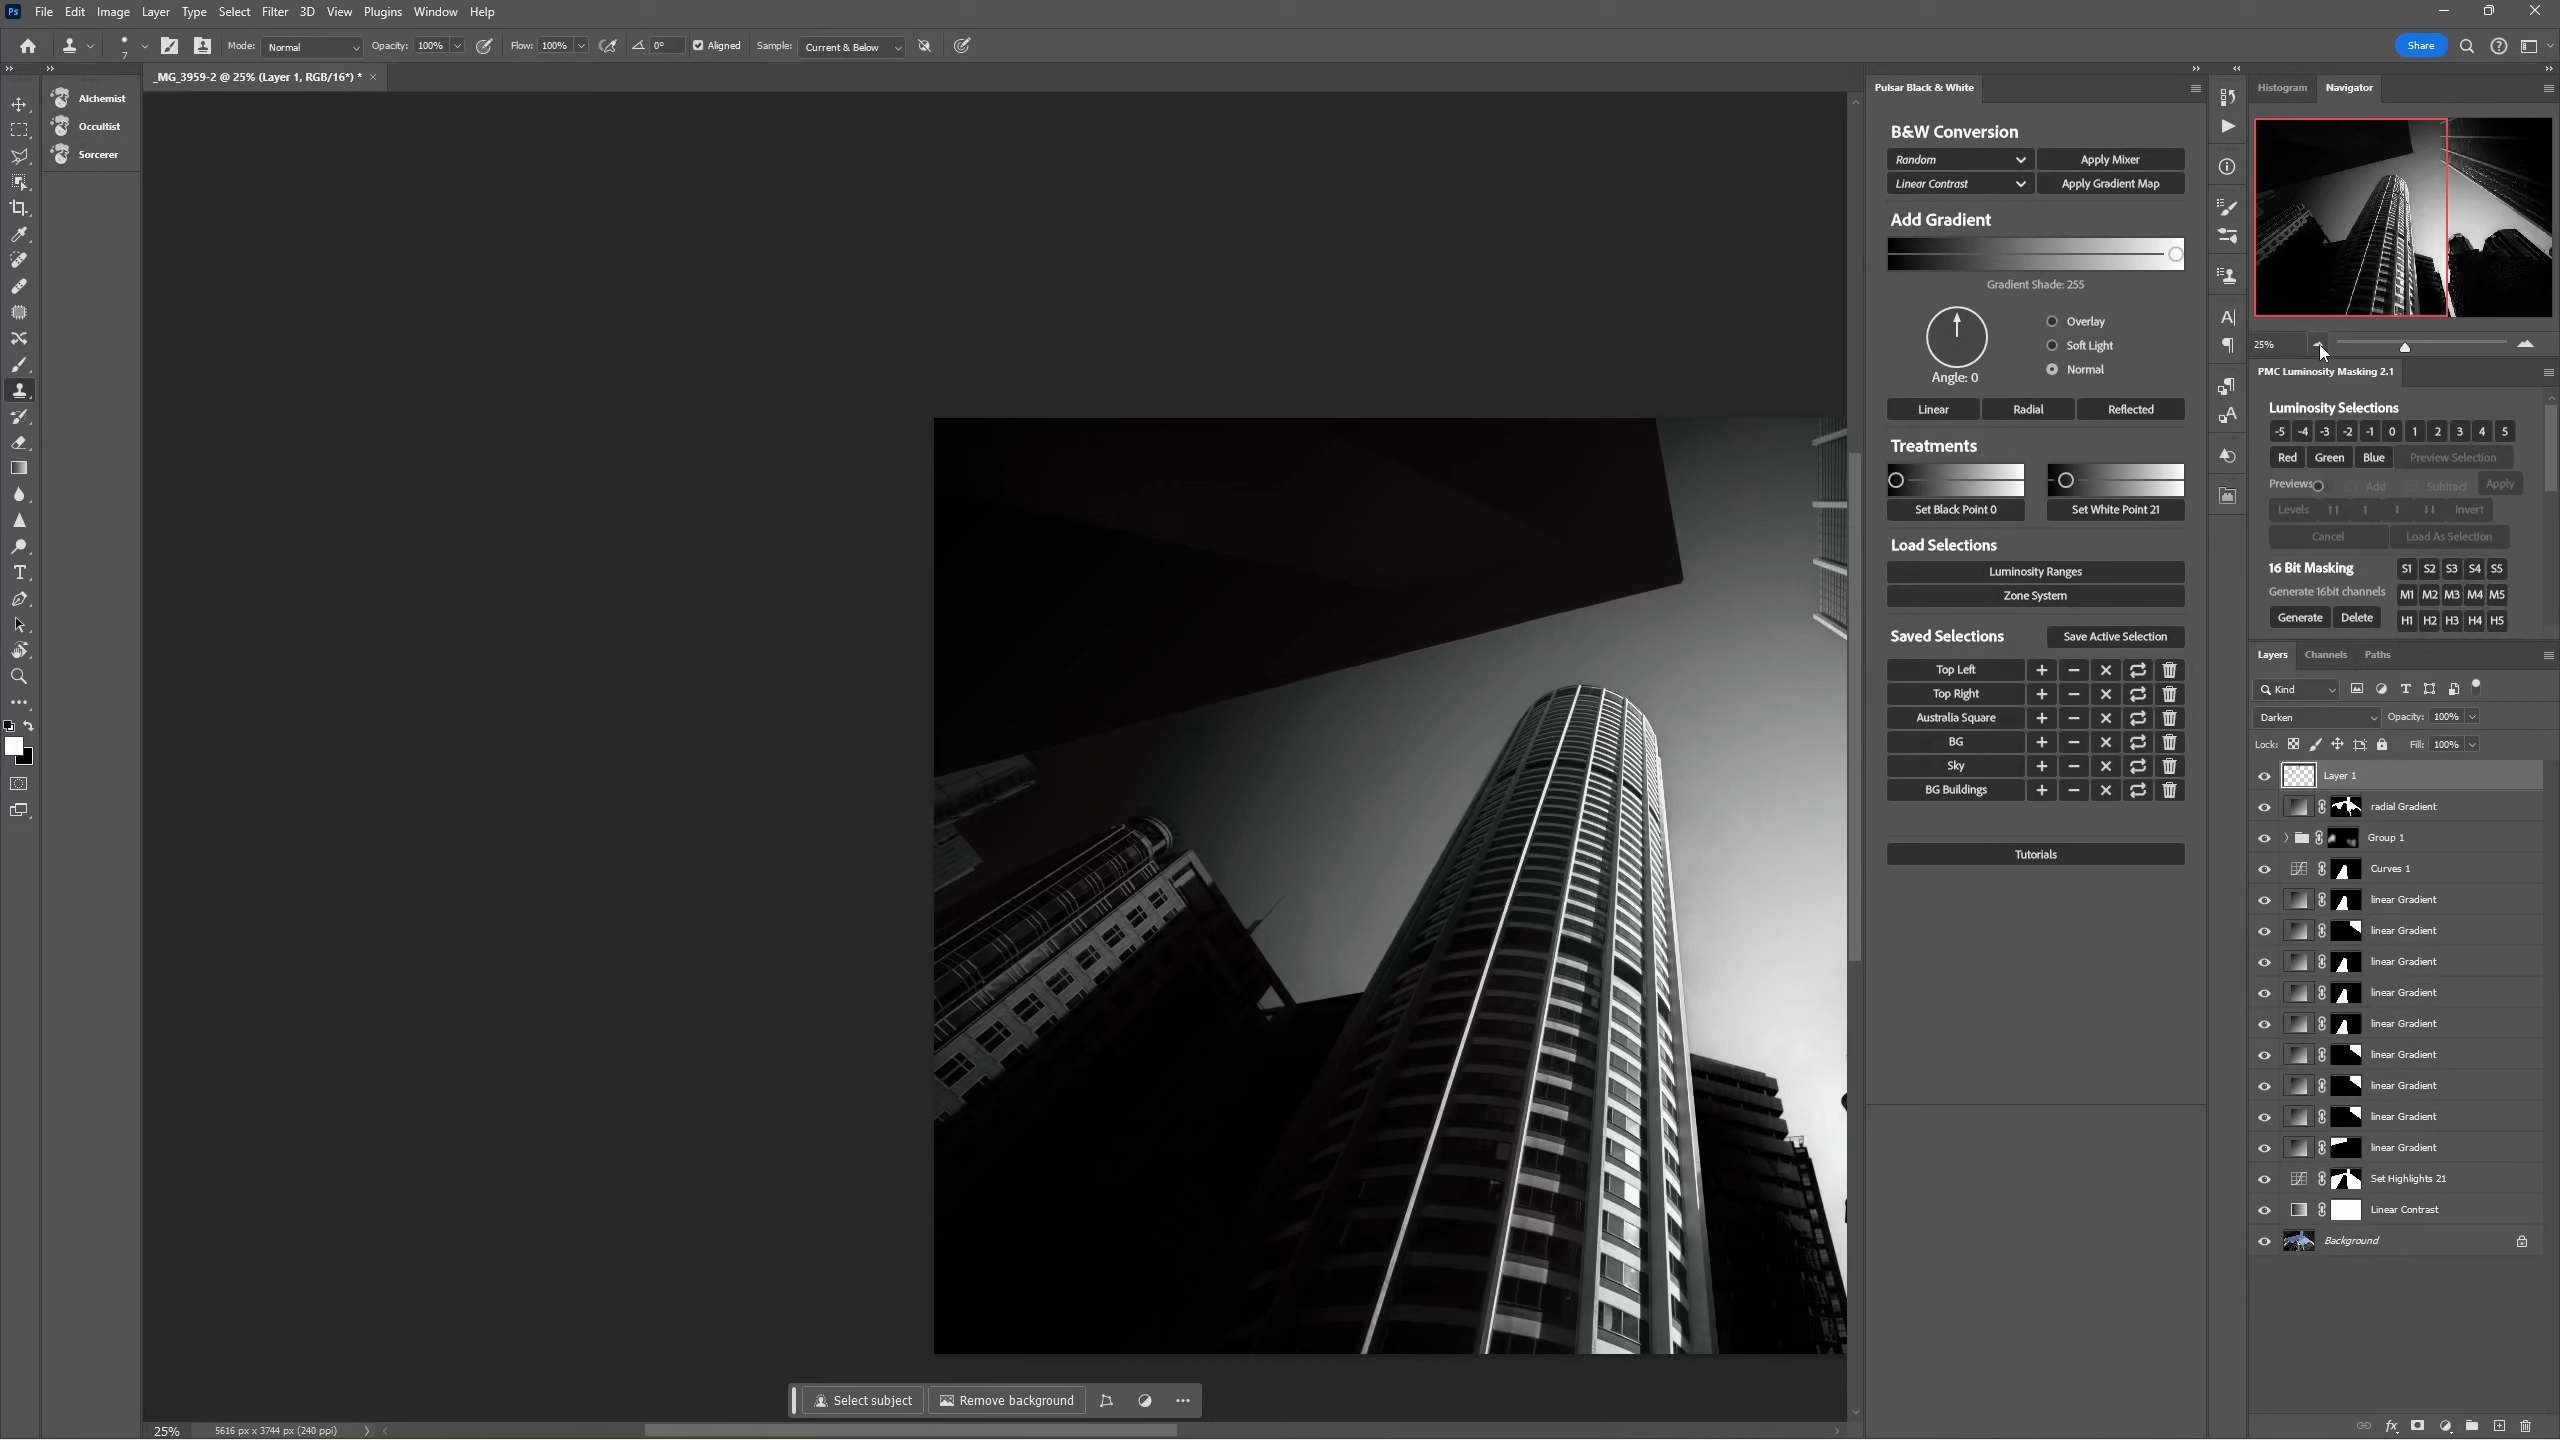 Ps File Edit Image Layer Type Select Filter 3D View Plugins Window Help
7 Mode: Normal Opacity: 100% Flow: 100% 0° Aligned Sample: Current & Below Share
_MG_3959-2 @ 25% (Layer 1, RGB/16*) *
Alchemist
Occultist
Sorcerer
Pulsar Black & White
B&W Conversion
Random Apply Mixer
Linear Contrast Apply Gradient Map
Add Gradient
Gradient Shade: 255
Overlay
Soft Light
Normal
Angle: 0
Linear Radial Reflected
Treatments
Set Black Point 0 Set White Point 21
Load Selections
Luminosity Ranges
Zone System
Saved Selections Save Active Selection
Top Left
Top Right
Australia Square
BG
Sky
BG Buildings
Tutorials
Histogram Navigator
25%
PMC Luminosity Masking 2.1
Luminosity Selections
-5 -4 -3 -2 -1 0 1 2 3 4 5
Red Green Blue Preview Selection
Previews Add Subtract Apply
Levels Invert
Cancel Load As Selection
16 Bit Masking S1 S2 S3 S4 S5
Generate 16bit channels M1 M2 M3 M4 M5
Generate Delete H1 H2 H3 H4 H5
Layers Channels Paths
Kind
Darken Opacity: 100%
Lock: Fill: 100%
Layer 1
radial Gradient
Group 1
Curves 1
linear Gradient
linear Gradient
linear Gradient
linear Gradient
linear Gradient
linear Gradient
linear Gradient
linear Gradient
linear Gradient
Set Highlights 21
Linear Contrast
Background
Select subject Remove background
25% 5616 px x 3744 px (240 ppi)